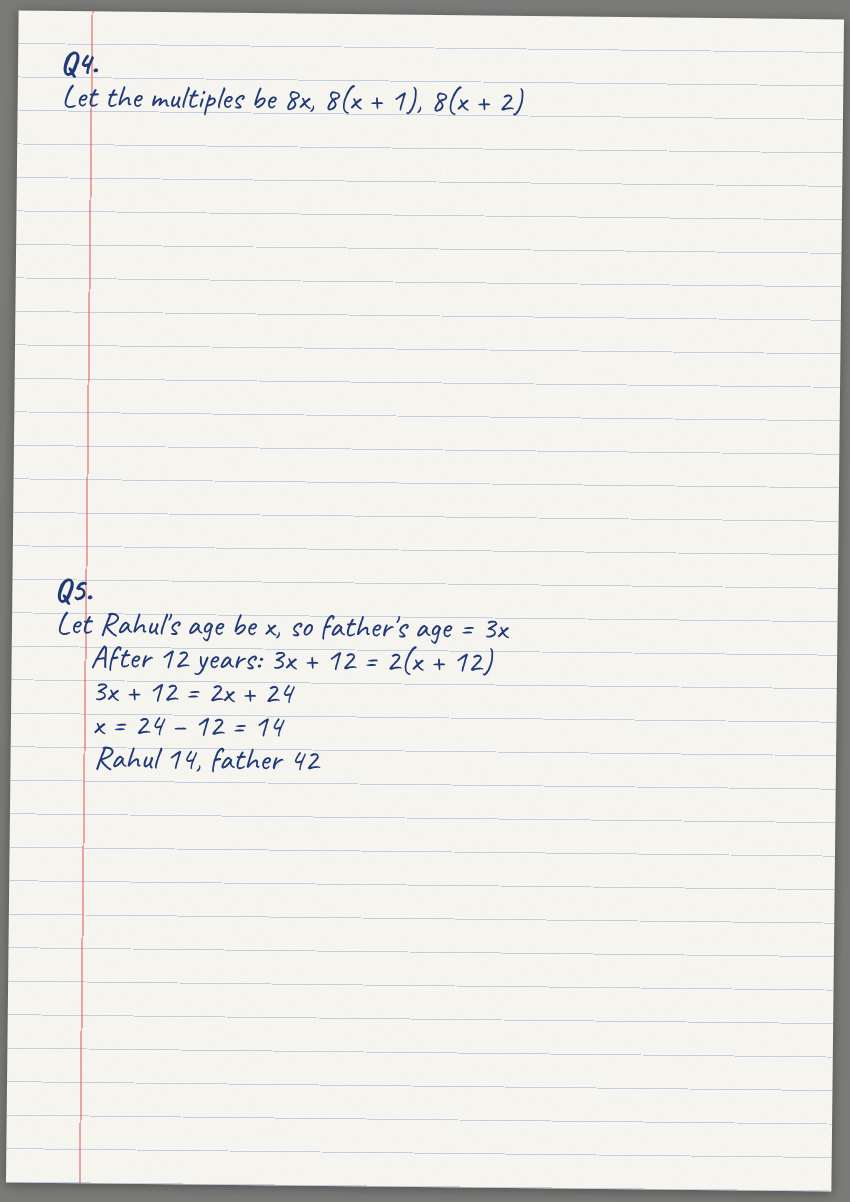 Q4.
Let the multiples be 8x, 8(x + 1), 8(x + 2)
Q5.
Let Rahul's age be x, so father's age = 3x
After 12 years: 3x + 12 = 2(x + 12)
3x + 12 = 2x + 24
x = 24 – 12 = 14
Rahul 14, father 42